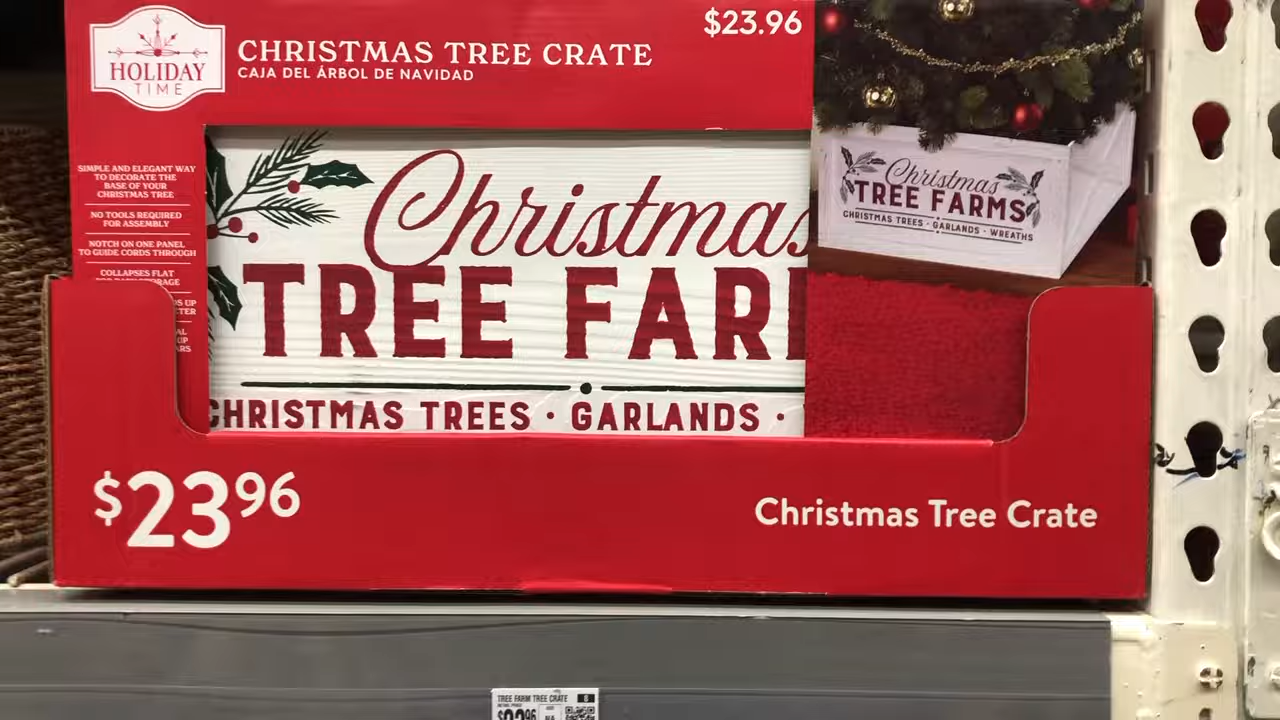 $23.96
HOLIDAY
TIME
CHRISTMAS TREE CRATE
CAJA DEL ÁRBOL DE NAVIDAD
SIMPLE AND ELEGANT WAY
TO DECORATE THE
BASE OF YOUR
CHRISTMAS TREE
NO TOOLS REQUIRED
FOR ASSEMBLY
NOTCH ON ONE PANEL
TO GUIDE CORDS THROUGH
COLLAPSES FLAT
Christmas
TREE FAR
CHRISTMAS TREES · GARLANDS ·
Christmas
TREE FARMS
CHRISTMAS TREES · GARLANDS · WREATHS
$23.96
Christmas Tree Crate
TREE FARM TREE CRATE